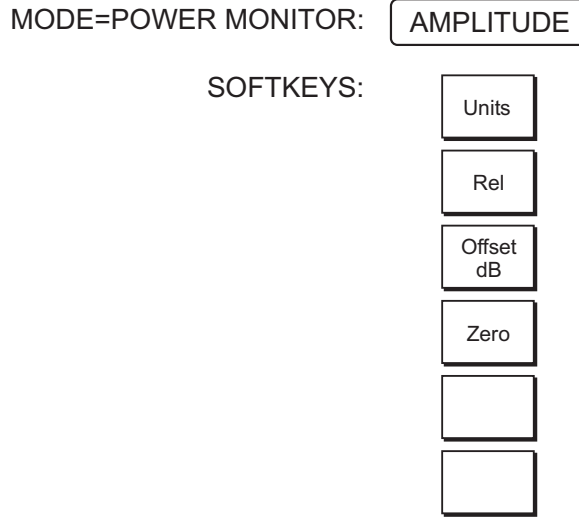 MODE=POWER MONITOR: AMPLITUDE
SOFTKEYS:
Units
Rel
Offset
dB
Zero